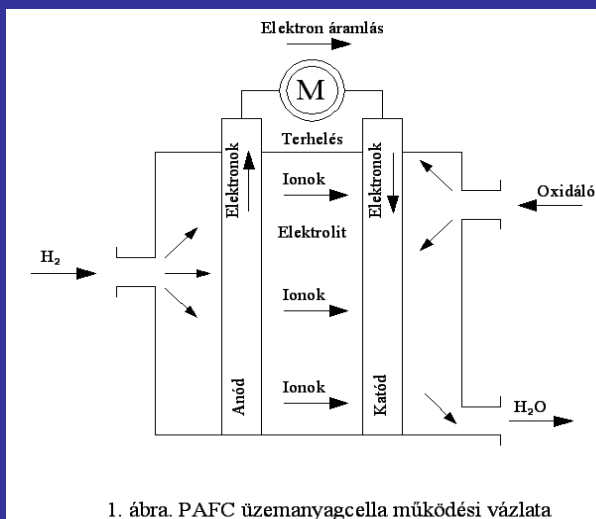 Elektron áramlás
M
Terhelés
Elektronok
Elektronok
Ionok
Oxidáló
Elektrolit
H₂
Ionok
Anód
Katód
Ionok
H₂O
1. ábra. PAFC üzemanyagcella működési vázlata